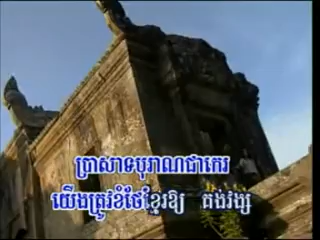 ប្រាសាទបុរាណជាកេរ
យើងត្រូវខំថែខ្មែរឱ្យ គង់វង្ស